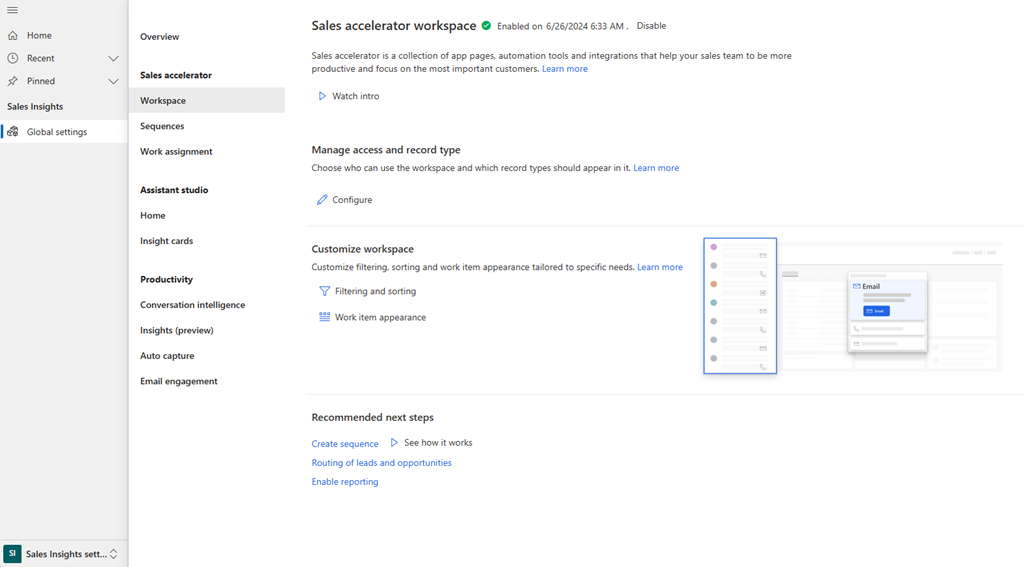 Home
Recent
Pinned
Sales Insights
Global settings
SI
Sales Insights sett...
Overview
Sales accelerator
Workspace
Sequences
Work assignment
Assistant studio
Home
Insight cards
Productivity
Conversation intelligence
Insights (preview)
Auto capture
Email engagement
Sales accelerator workspace Enabled on 6/26/2024 6:33 AM . Disable
Sales accelerator is a collection of app pages, automation tools and integrations that help your sales team to be more
productive and focus on the most important customers. Learn more
Watch intro
Manage access and record type
Choose who can use the workspace and which record types should appear in it. Learn more
Configure
Customize workspace
Customize filtering, sorting and work item appearance tailored to specific needs. Learn more
Filtering and sorting
Work item appearance
Email
Email
Recommended next steps
Create sequence See how it works
Routing of leads and opportunities
Enable reporting